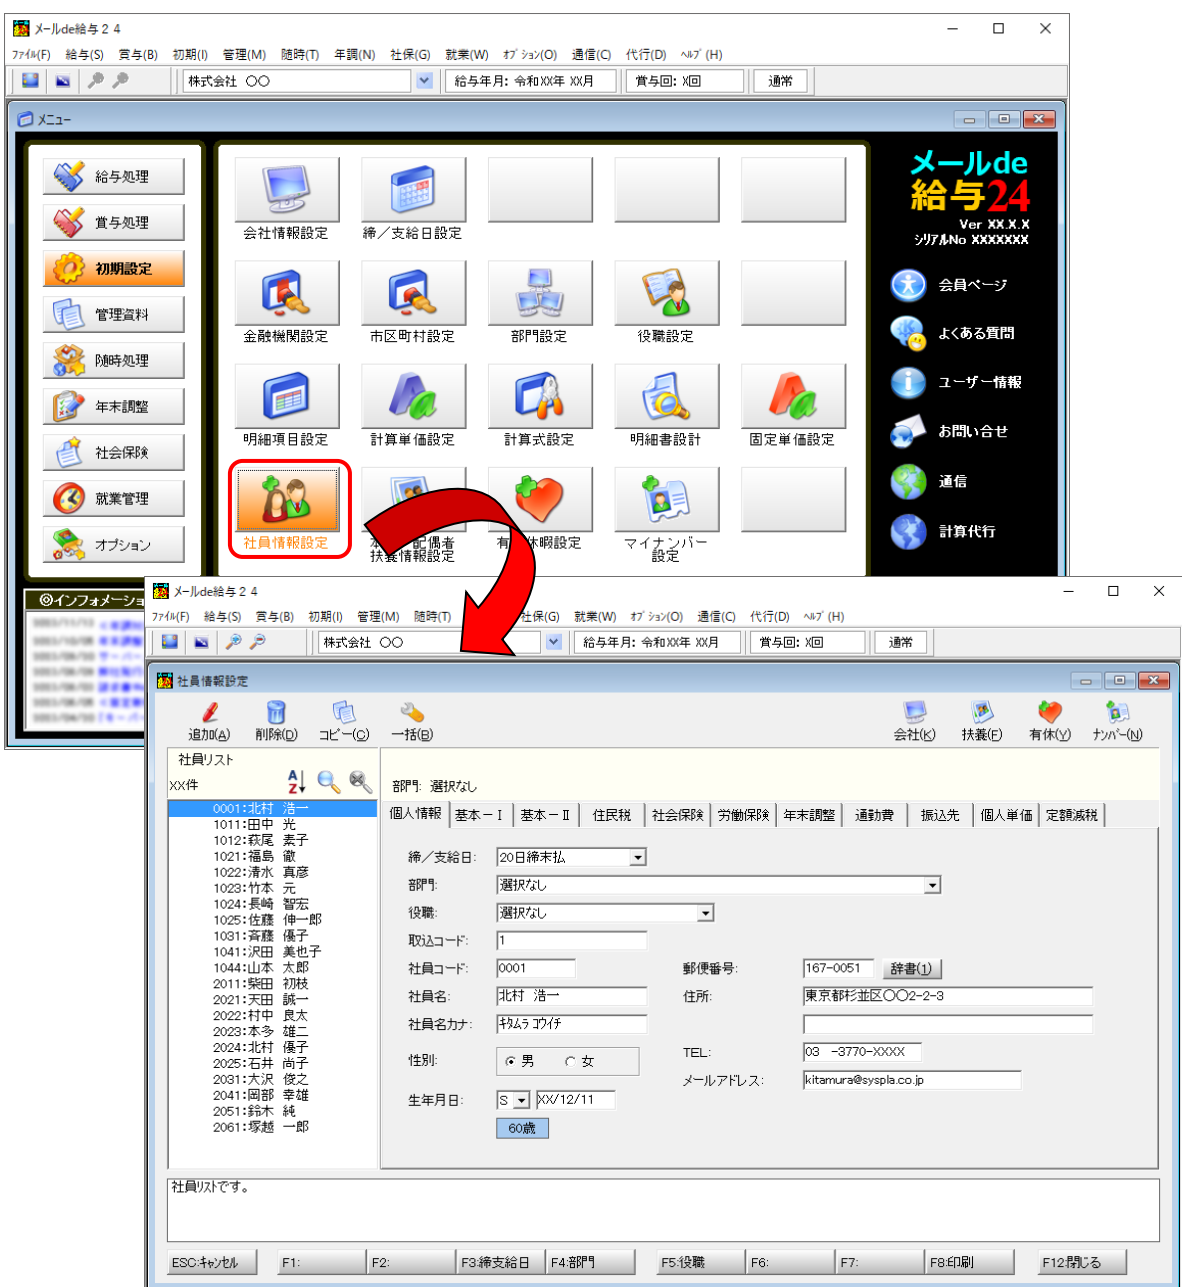 メールde給与２４
ﾌｧｲﾙ(F) 給与(S) 賞与(B) 初期(I) 管理(M) 随時(T) 年調(N) 社保(G) 就業(W) ｵﾌﾟｼｮﾝ(O) 通信(C) 代行(D) ﾍﾙﾌﾟ(H)
株式会社 〇〇 給与年月: 令和XX年 XX月 賞与回: X回 通常
メニュー
給与処理
賞与処理
初期設定
管理資料
随時処理
年末調整
社会保険
就業管理
オプション
会社情報設定 締／支給日設定
金融機関設定 市区町村設定 部門設定 役職設定
明細項目設定 計算単価設定 計算式設定 明細書設計 固定単価設定
社員情報設定 扶養情報設定 マイナンバー
設定
メールde
給与24
Ver XX.X.X
ｼﾘｱﾙNo XXXXXXX
会員ページ
よくある質問
ユーザー情報
お問い合せ
通信
計算代行
◎インフォメーショ
メールde給与２４
ﾌｧｲﾙ(F) 給与(S) 賞与(B) 初期(I) 管理(M) 随時(T) 社保(G) 就業(W) ｵﾌﾟｼｮﾝ(O) 通信(C) 代行(D) ﾍﾙﾌﾟ(H)
株式会社 〇〇 給与年月: 令和XX年 XX月 賞与回: X回 通常
社員情報設定
追加(A) 削除(D) コピー(C) 一括(B) 会社(K) 扶養(F) 有休(Y) ナンバー(N)
社員リスト
XX件
部門: 選択なし
個人情報 基本－Ⅰ 基本－Ⅱ 住民税 社会保険 労働保険 年末調整 通勤費 振込先 個人単価 定額減税
0001:北村 浩一
1011:田中 光
1012:萩尾 素子
1021:福島 徹
1022:清水 真彦
1023:竹本 元
1024:長崎 智宏
1025:佐藤 伸一郎
1031:斉藤 優子
1041:沢田 美也子
1044:山本 太郎
2011:柴田 初枝
2021:天田 誠一
2022:村中 良太
2023:本多 雄二
2024:北村 優子
2025:石井 尚子
2031:大沢 俊之
2041:岡部 幸雄
2051:鈴木 純
2061:塚越 一郎
締／支給日: 20日締末払
部門: 選択なし
役職: 選択なし
取込コード: 1
社員コード: 0001
社員名: 北村 浩一
社員名カナ: ｷﾀﾑﾗ ｺｳｲﾁ
性別: 男 女
生年月日: S XX/12/11
60歳
郵便番号: 167-0051 辞書(1)
住所: 東京都杉並区〇〇2-2-3
TEL: 03 -3770-XXXX
メールアドレス: kitamura@syspla.co.jp
社員ﾘｽﾄです。
ESC:ｷｬﾝｾﾙ F1: F2: F3:締支給日 F4:部門 F5:役職 F6: F7: F8:印刷 F12:閉じる